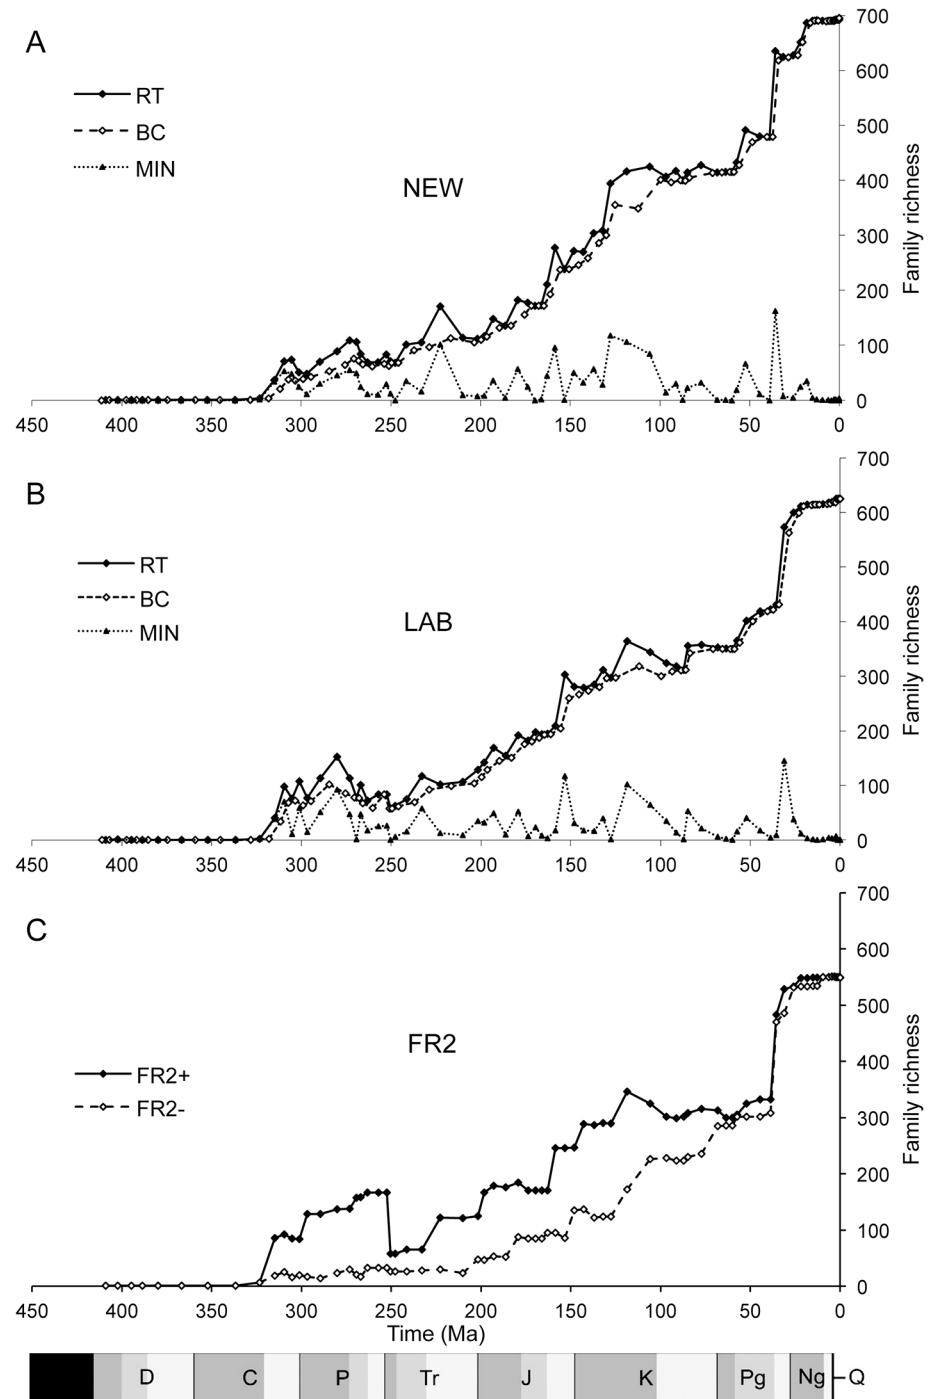 A
RT
BC
MIN
NEW
700
600
500
400
300
200
100
0
Family richness
450 400 350 300 250 200 150 100 50 0
B
RT
BC
MIN
LAB
700
600
500
400
300
200
100
0
Family richness
450 400 350 300 250 200 150 100 50 0
C
FR2+
FR2-
FR2
700
600
500
400
300
200
100
0
Family richness
450 400 350 300 250 200 150 100 50 0
Time (Ma)
D C P Tr J K Pg Ng Q